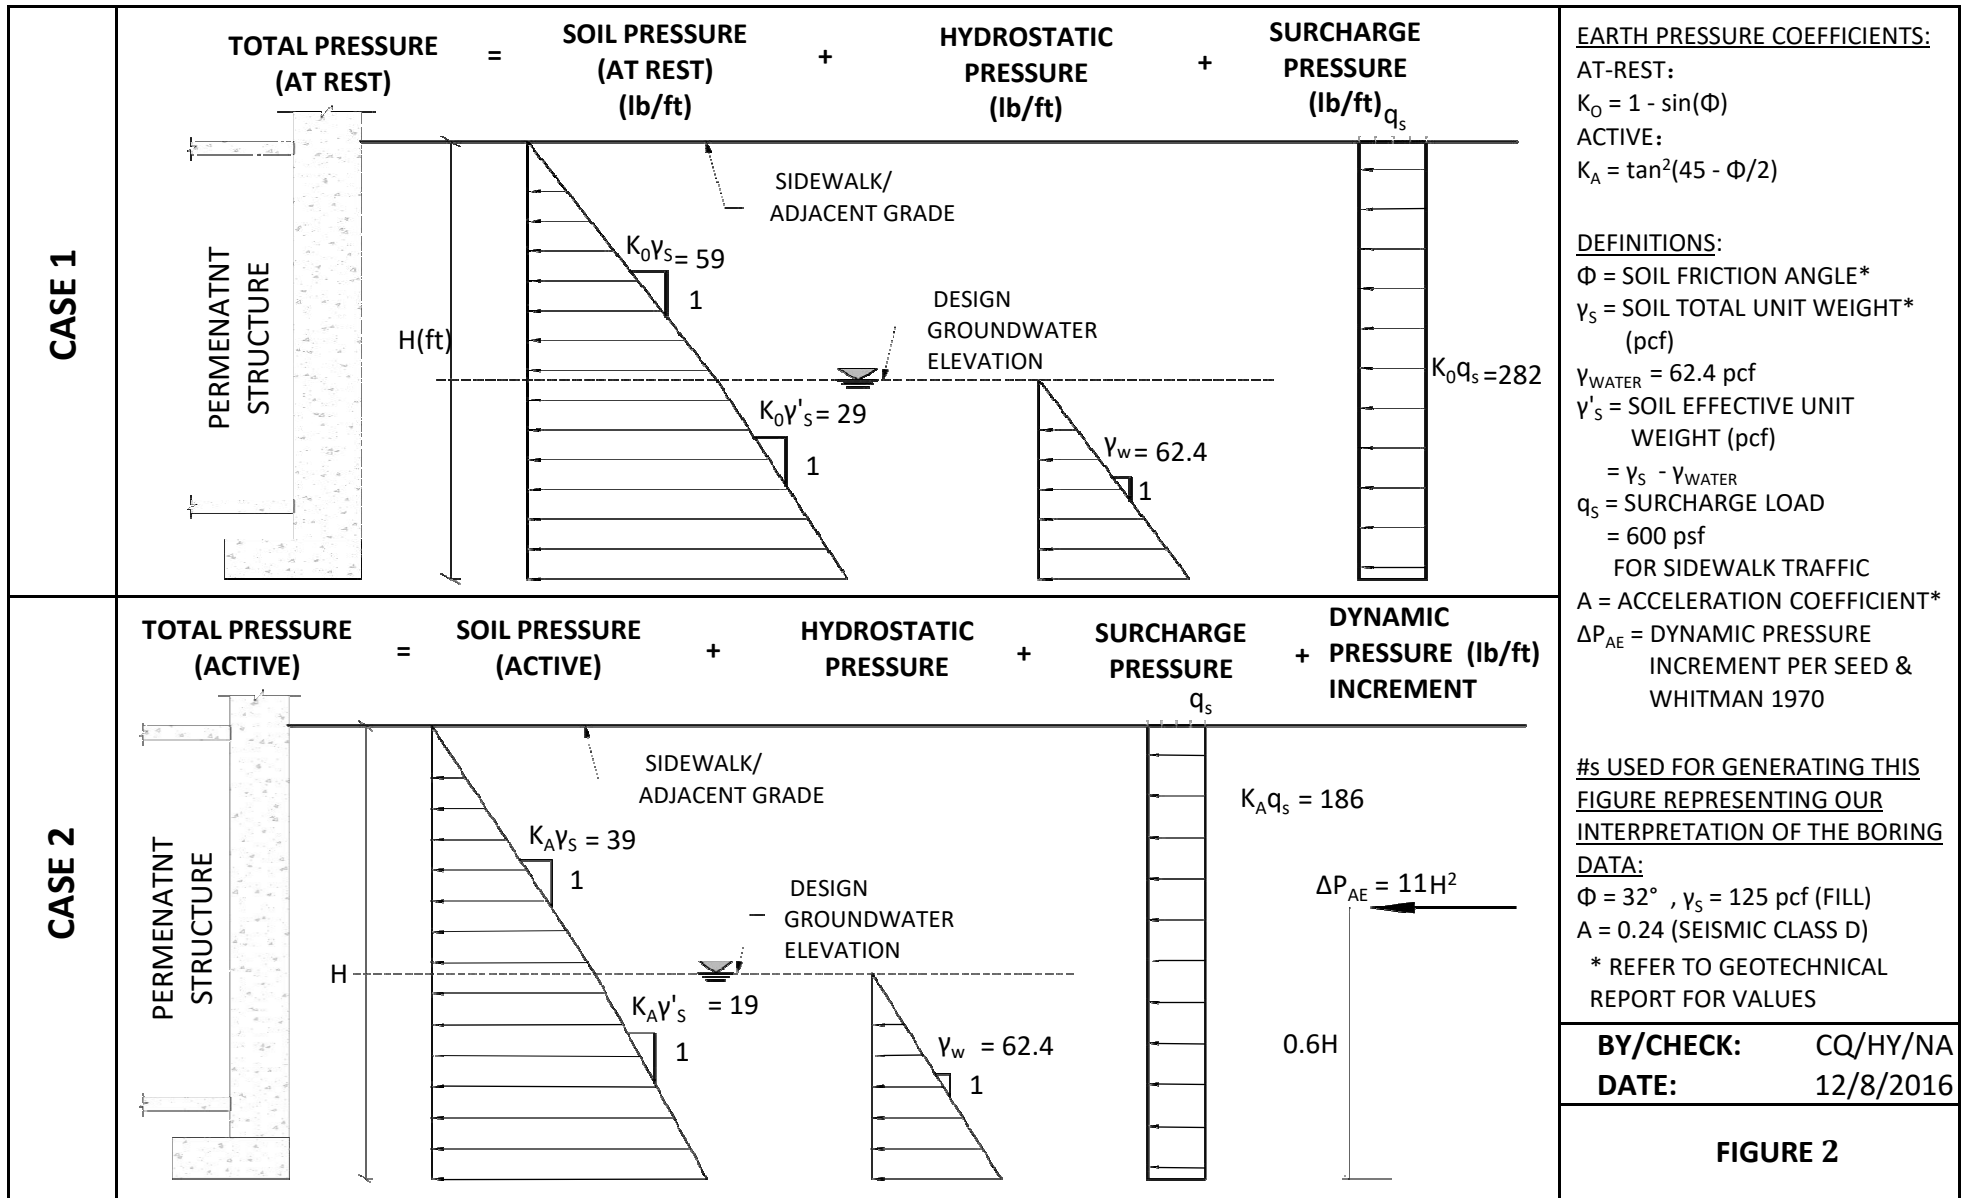 CASE 1
TOTAL PRESSURE
(AT REST)
=
SOIL PRESSURE
(AT REST)
(lb/ft)
+
HYDROSTATIC
PRESSURE
(lb/ft)
+
SURCHARGE
PRESSURE
(lb/ft)
qs
PERMENATNT
STRUCTURE
H(ft)
SIDEWALK/
ADJACENT GRADE
K0γS = 59
1
DESIGN
GROUNDWATER
ELEVATION
K0γ'S = 29
1
γw = 62.4
1
K0qs =282
CASE 2
TOTAL PRESSURE
(ACTIVE)
=
SOIL PRESSURE
(ACTIVE)
+
HYDROSTATIC
PRESSURE
+
SURCHARGE
PRESSURE
+
DYNAMIC
PRESSURE (lb/ft)
INCREMENT
qs
PERMENATNT
STRUCTURE
H
SIDEWALK/
ADJACENT GRADE
KAγS = 39
1
DESIGN
GROUNDWATER
ELEVATION
KAγ'S = 19
1
γw = 62.4
1
KAqs = 186
ΔPAE = 11H²
0.6H
EARTH PRESSURE COEFFICIENTS:
AT-REST:
KO = 1 - sin(Φ)
ACTIVE:
KA = tan²(45 - Φ/2)
DEFINITIONS:
Φ = SOIL FRICTION ANGLE*
γS = SOIL TOTAL UNIT WEIGHT*
(pcf)
γWATER = 62.4 pcf
γ'S = SOIL EFFECTIVE UNIT
WEIGHT (pcf)
= γS - γWATER
qS = SURCHARGE LOAD
= 600 psf
FOR SIDEWALK TRAFFIC
A = ACCELERATION COEFFICIENT*
ΔPAE = DYNAMIC PRESSURE
INCREMENT PER SEED &
WHITMAN 1970
#s USED FOR GENERATING THIS
FIGURE REPRESENTING OUR
INTERPRETATION OF THE BORING
DATA:
Φ = 32° , γS = 125 pcf (FILL)
A = 0.24 (SEISMIC CLASS D)
* REFER TO GEOTECHNICAL
REPORT FOR VALUES
BY/CHECK: CQ/HY/NA
DATE: 12/8/2016
FIGURE 2